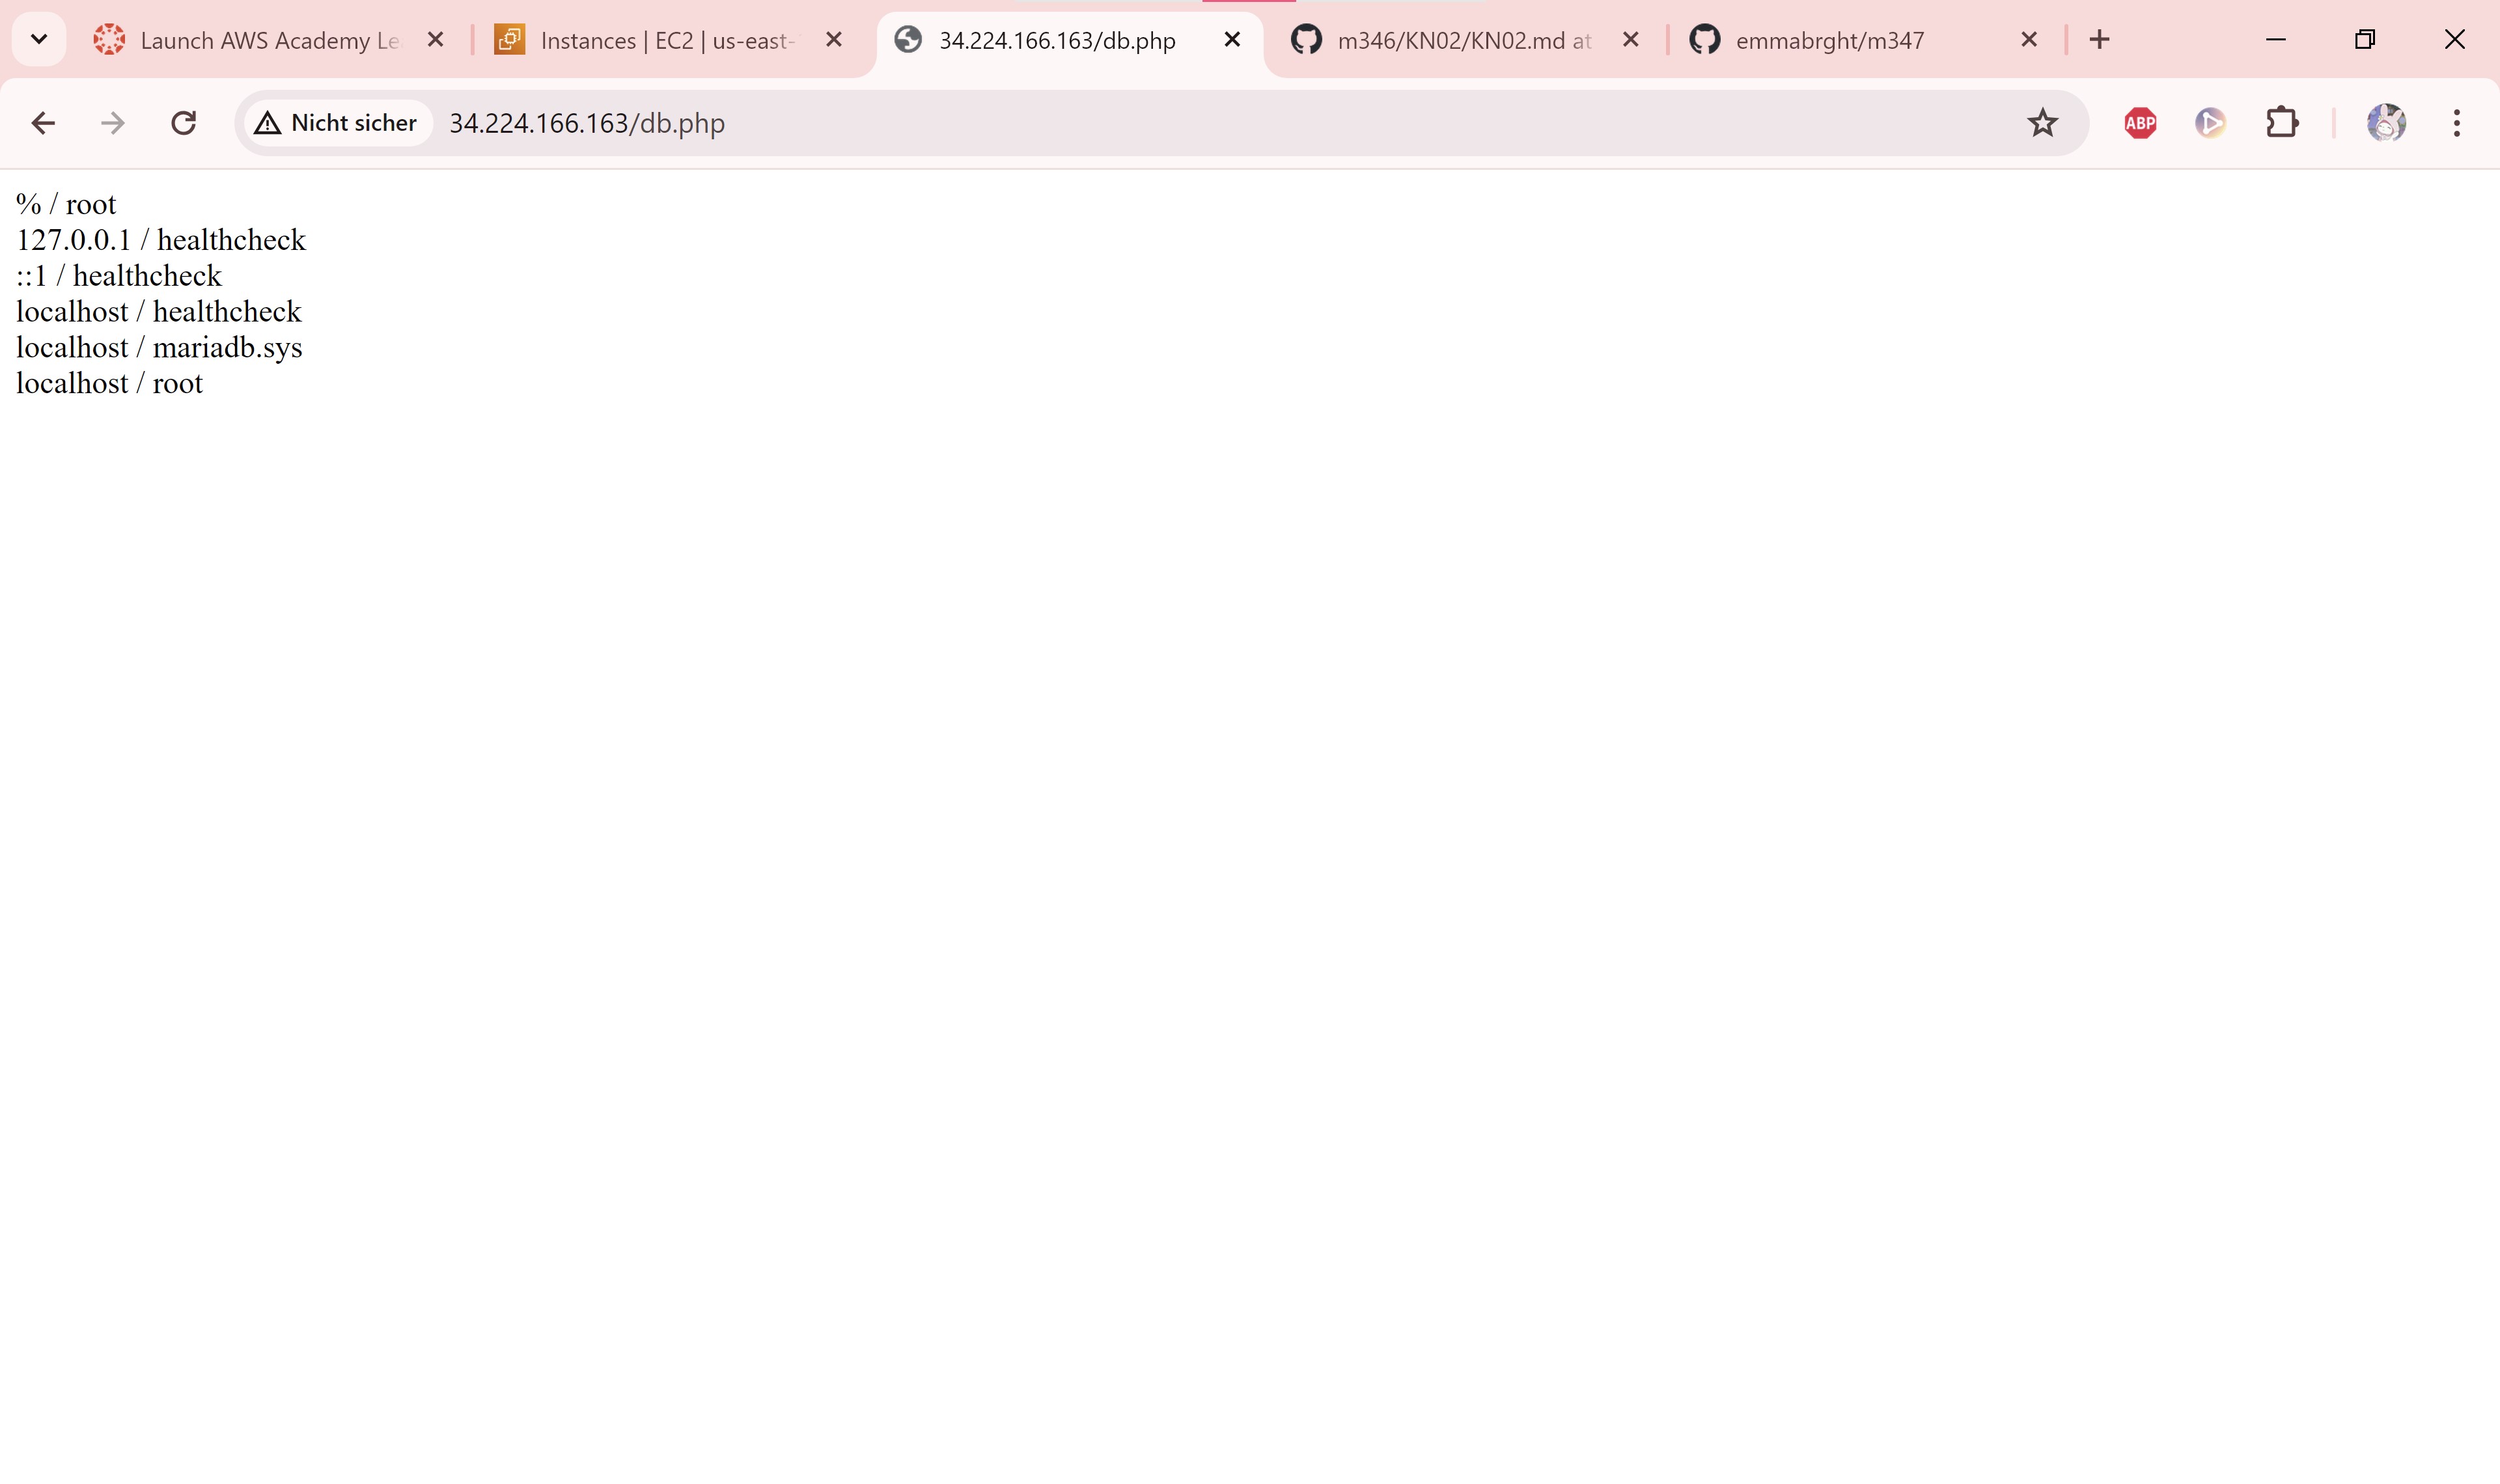 Launch AWS Academy Le
Instances | EC2 | us-east-
34.224.166.163/db.php
m346/KN02/KN02.md at
emmabrght/m347
Nicht sicher
34.224.166.163/db.php
ABP
% / root
127.0.0.1 / healthcheck
::1 / healthcheck
localhost / healthcheck
localhost / mariadb.sys
localhost / root